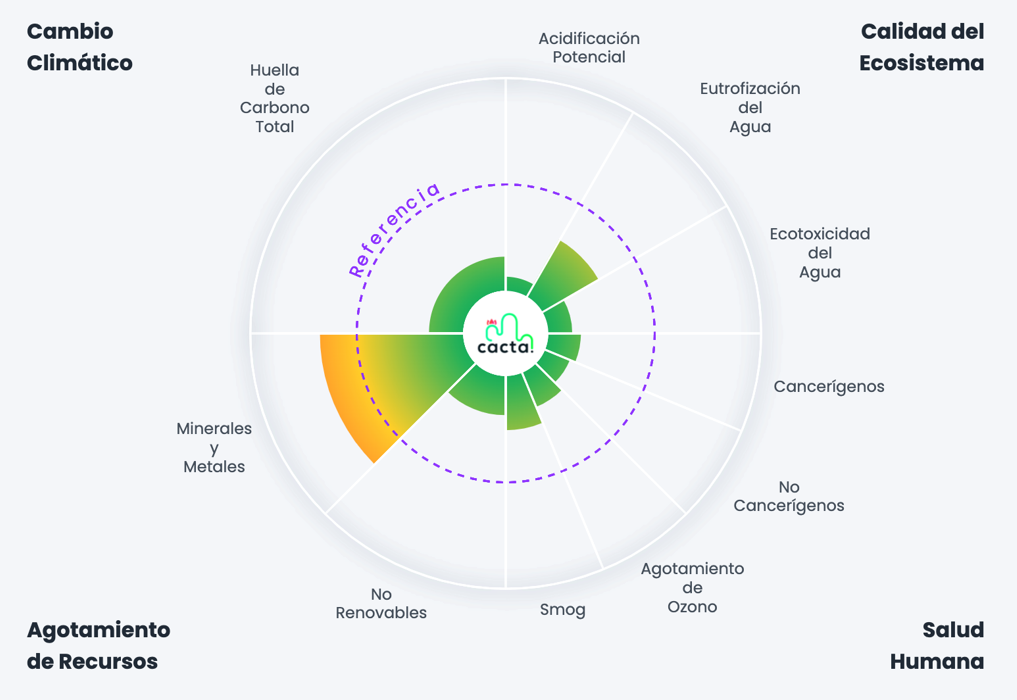 Cambio
Climático
Calidad del
Ecosistema
Huella
de
Carbono
Total
Acidificación
Potencial
Eutrofización
del
Agua
Referencia
Ecotoxicidad
del
Agua
cacta!
Cancerígenos
Minerales
y
Metales
No
Cancerígenos
Agotamiento
de
Ozono
No
Renovables
Smog
Agotamiento
de Recursos
Salud
Humana